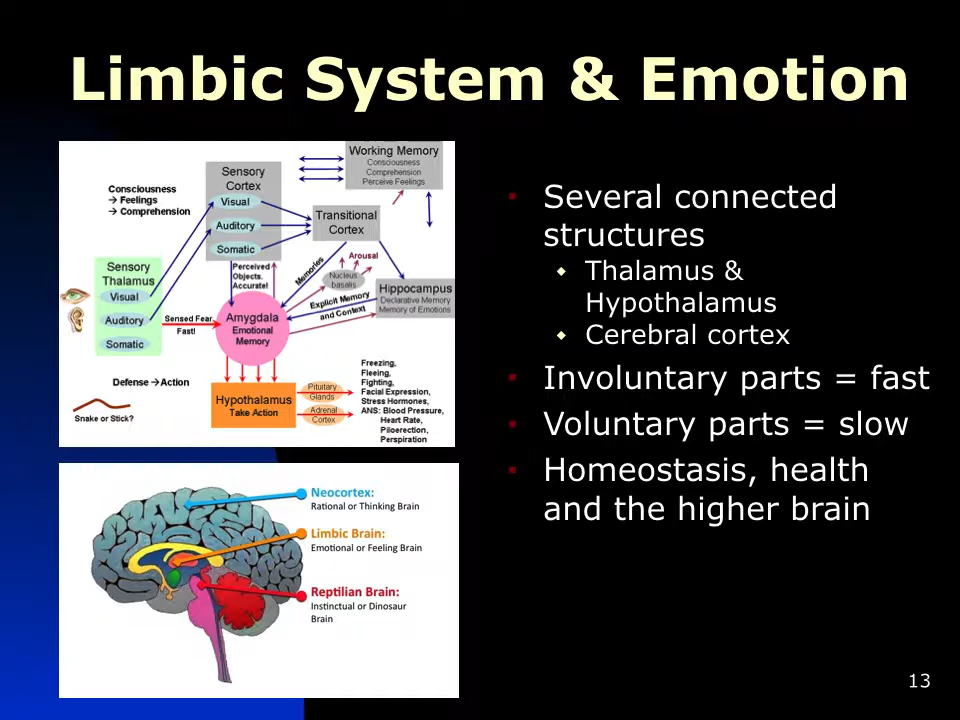 Limbic System & Emotion
Working Memory
Consciousness
Comprehension
Perceive Feelings
Sensory
Cortex
Visual
Auditory
Somatic
Consciousness
→ Feelings
→ Comprehension
Transitional
Cortex
Sensory
Thalamus
Visual
Auditory
Somatic
Perceived
Objects.
Accurate!
Memories
Arousal
Nucleus
basalis
Hippocampus
Declarative Memory
Memory of Emotions
Explicit Memory
and Context
Sensed Fear.
Fast!
Amygdala
Emotional
Memory
Defense →Action
Snake or Stick?
Hypothalamus
Take Action
Pituitary
Glands
Adrenal
Cortex
Freezing,
Fleeing,
Fighting,
Facial Expression,
Stress Hormones,
ANS: Blood Pressure,
Heart Rate,
Piloerection,
Perspiration
Neocortex:
Rational or Thinking Brain
Limbic Brain:
Emotional or Feeling Brain
Reptilian Brain:
Instinctual or Dinosaur
Brain
Several connected
structures
Thalamus &
Hypothalamus
Cerebral cortex
Involuntary parts = fast
Voluntary parts = slow
Homeostasis, health
and the higher brain
13